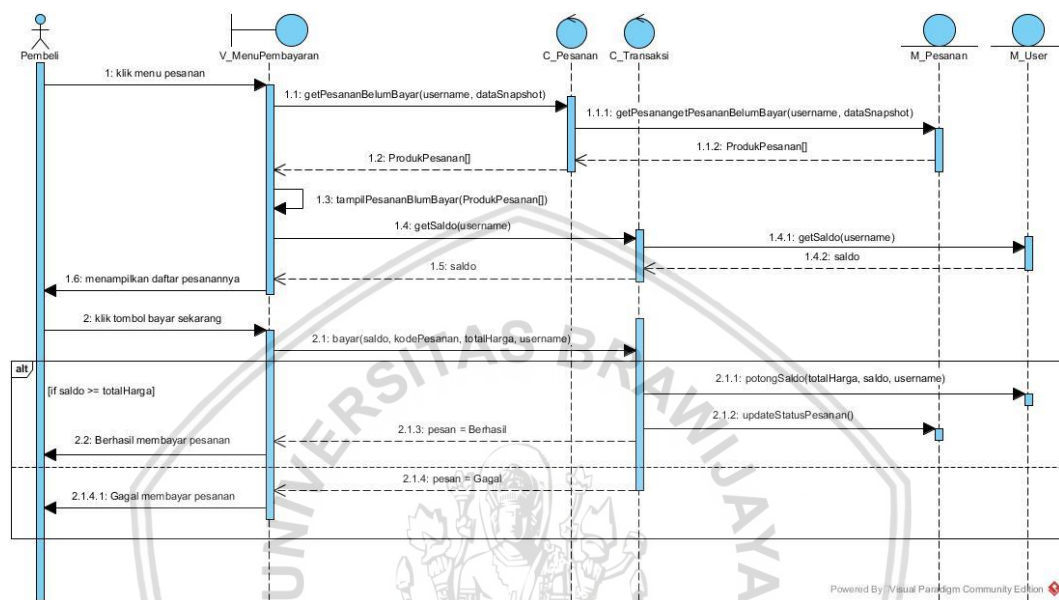 Pembeli
V_MenuPembayaran
C_Pesanan
C_Transaksi
M_Pesanan
M_User
1: klik menu pesanan
1.1: getPesananBelumBayar(username, dataSnapshot)
1.1.1: getPesanangetPesananBelumBayar(username, dataSnapshot)
1.1.2: ProdukPesanan[]
1.2: ProdukPesanan[]
1.3: tampilPesananBlumBayar(ProdukPesanan[])
1.4: getSaldo(username)
1.4.1: getSaldo(username)
1.4.2: saldo
1.5: saldo
1.6: menampilkan daftar pesanannya
2: klik tombol bayar sekarang
2.1: bayar(saldo, kodePesanan, totalHarga, username)
alt
[if saldo >= totalHarga]
2.1.1: potongSaldo(totalHarga, saldo, username)
2.1.2: updateStatusPesanan()
2.1.3: pesan = Berhasil
2.2: Berhasil membayar pesanan
2.1.4: pesan = Gagal
2.1.4.1: Gagal membayar pesanan
UNIVERSITAS BRAWIJAYA
Powered By Visual Paradigm Community Edition